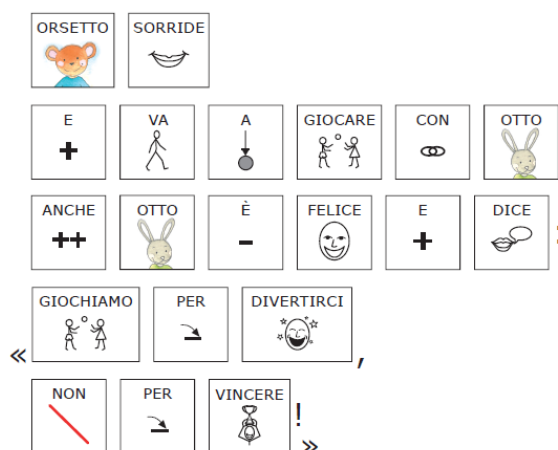 ORSETTO SORRIDE
E VA A GIOCARE CON OTTO
ANCHE OTTO È FELICE E DICE:
«GIOCHIAMO PER DIVERTIRCI,
NON PER VINCERE!»